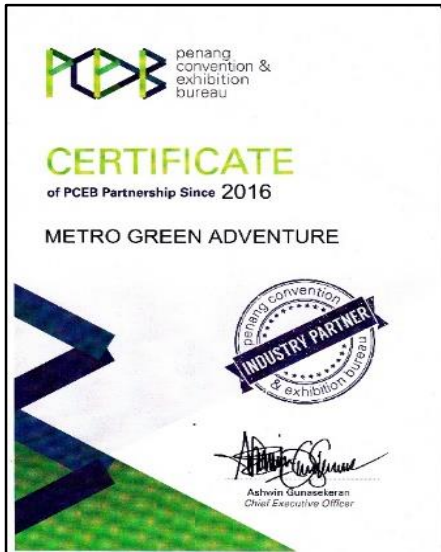 PCEB
penang
convention &
exhibition
bureau
CERTIFICATE
of PCEB Partnership Since 2016
METRO GREEN ADVENTURE
penang convention
INDUSTRY PARTNER
& exhibition bureau
Ashwin Gunasekeran
Chief Executive Officer